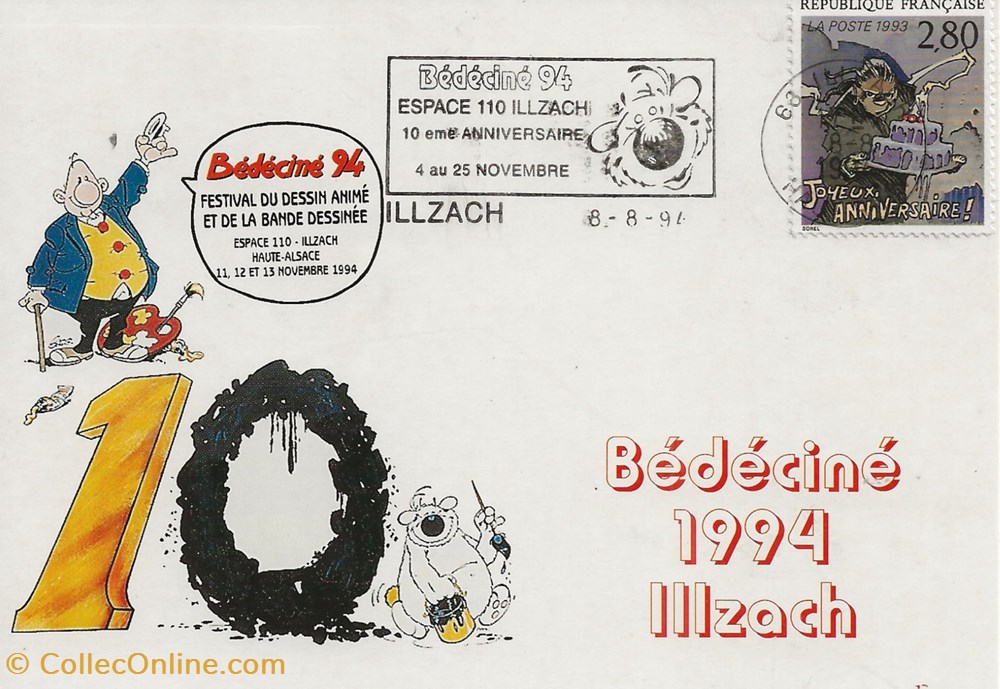 RÉPUBLIQUE FRANÇAISE
LA POSTE 1993
2,80
JOYEUX
ANNIVERSAIRE!
SOREL
Bédéciné 94
ESPACE 110 ILLZACH
10 eme ANNIVERSAIRE
4 au 25 NOVEMBRE
ILLZACH
8-8-94
68
Bédéciné 94
FESTIVAL DU DESSIN ANIMÉ
ET DE LA BANDE DESSINÉE
ESPACE 110 - ILLZACH
HAUTE-ALSACE
11, 12 ET 13 NOVEMBRE 1994
10
Bédéciné
1994
Illzach
© CollecOnline.com